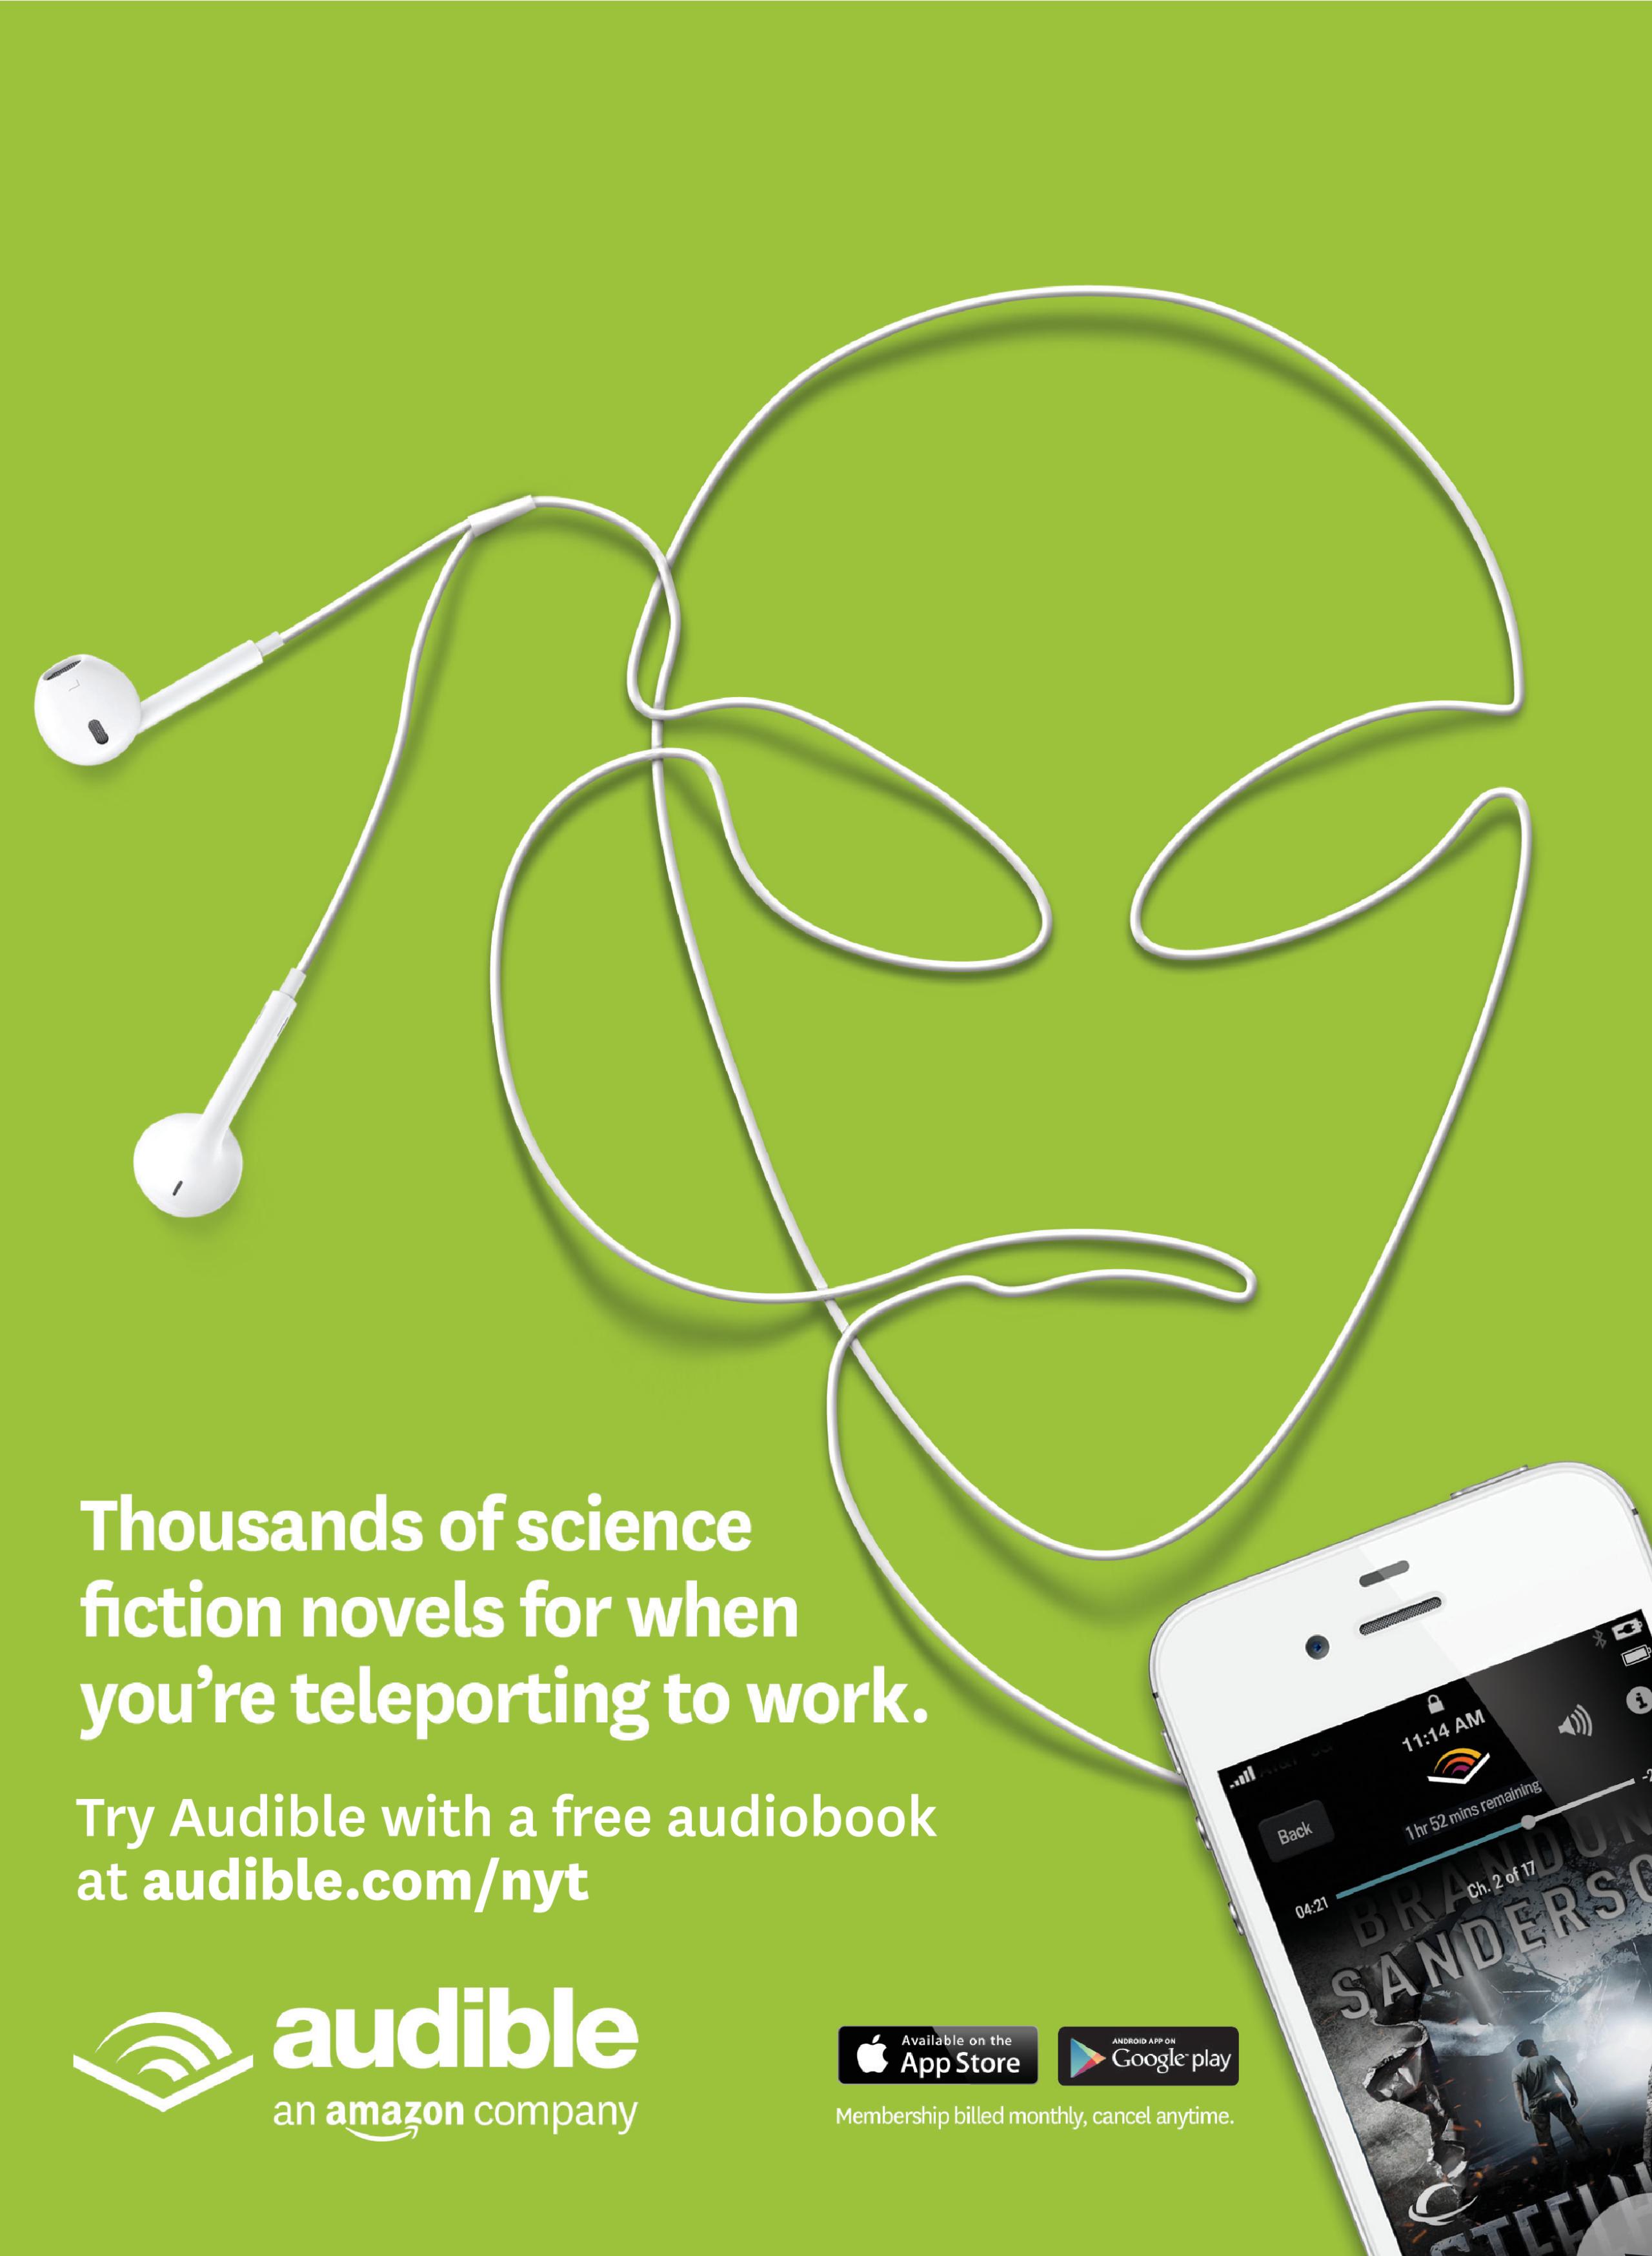 Thousands of science
fiction novels for when
you're teleporting to work.
Try Audible with a free audiobook
at audible.com/nyt
audible
an amazon company
Available on the
App Store
ANDROID APP ON
Google play
Membership billed monthly, cancel anytime.
11:14 AM
Back
1 hr 52 mins remaining
04:21
Ch. 2 of 17
BRANDON